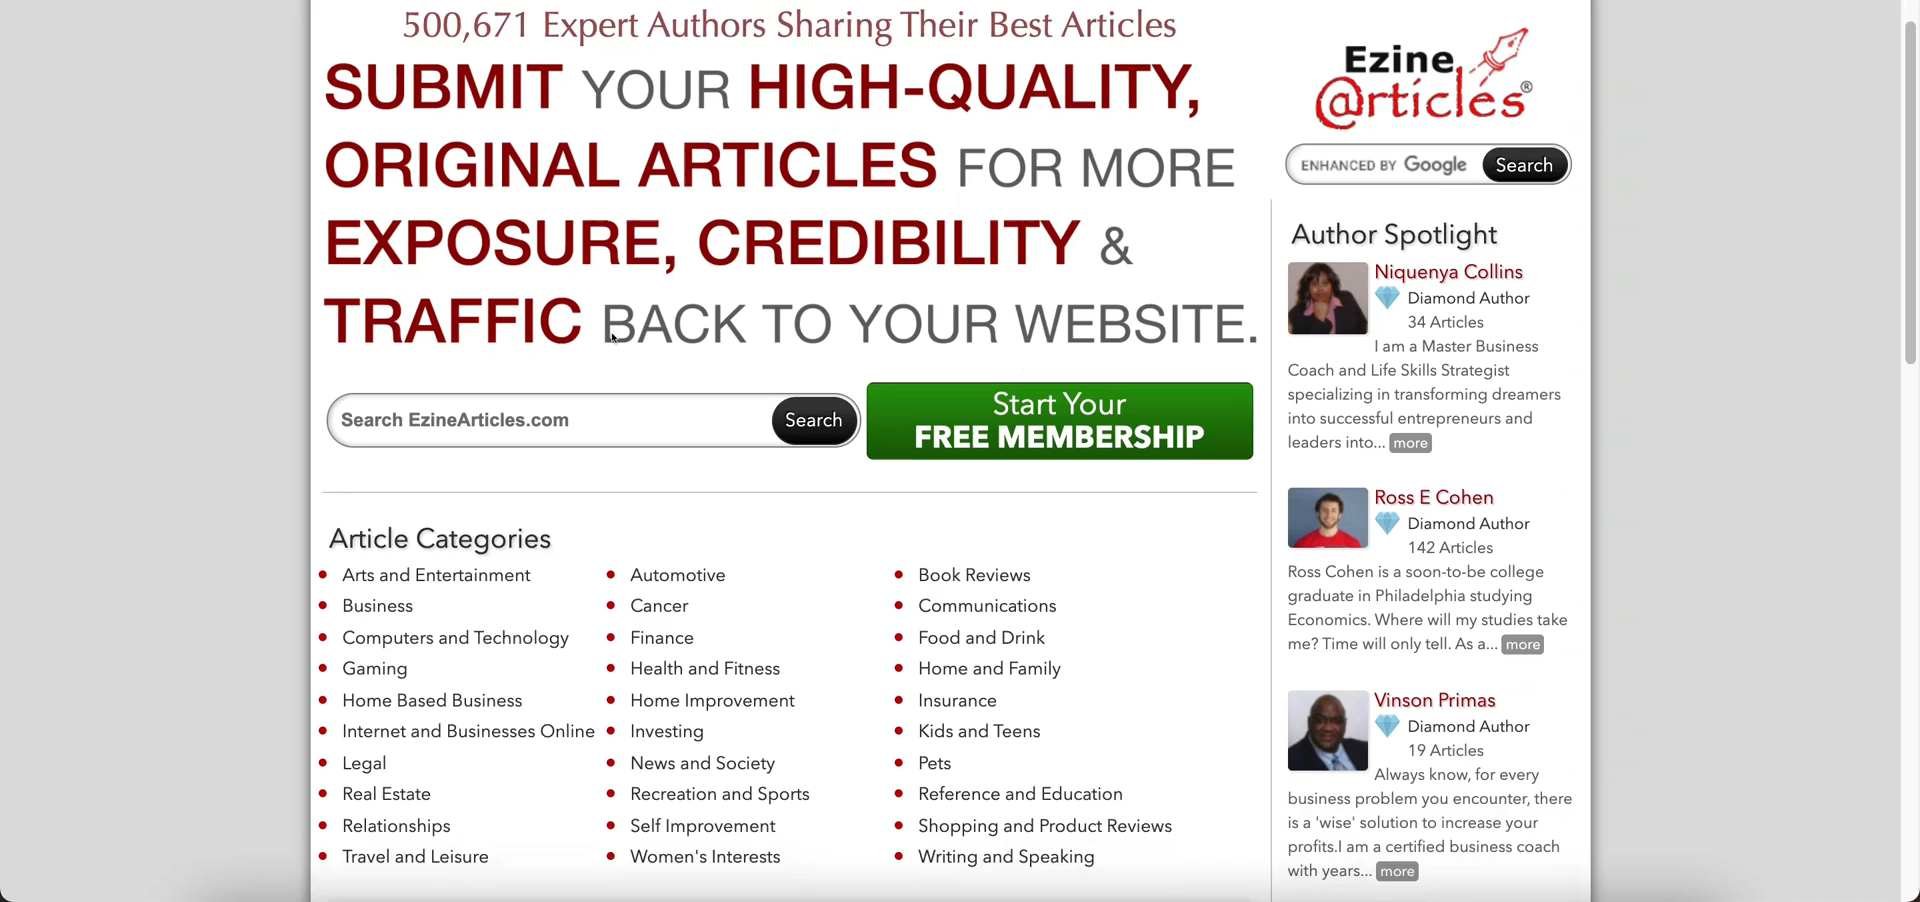 500,671 Expert Authors Sharing Their Best Articles
SUBMIT YOUR HIGH-QUALITY,
ORIGINAL ARTICLES FOR MORE
EXPOSURE, CREDIBILITY &
TRAFFIC BACK TO YOUR WEBSITE.
Search EzineArticles.com
Search
Start Your
FREE MEMBERSHIP
Article Categories
Arts and Entertainment
Business
Computers and Technology
Gaming
Home Based Business
Internet and Businesses Online
Legal
Real Estate
Relationships
Travel and Leisure
Automotive
Cancer
Finance
Health and Fitness
Home Improvement
Investing
News and Society
Recreation and Sports
Self Improvement
Women's Interests
Book Reviews
Communications
Food and Drink
Home and Family
Insurance
Kids and Teens
Pets
Reference and Education
Shopping and Product Reviews
Writing and Speaking
Ezine
@rticles®
ENHANCED BY Google
Search
Author Spotlight
Niquenya Collins
Diamond Author
34 Articles
I am a Master Business
Coach and Life Skills Strategist
specializing in transforming dreamers
into successful entrepreneurs and
leaders into... more
Ross E Cohen
Diamond Author
142 Articles
Ross Cohen is a soon-to-be college
graduate in Philadelphia studying
Economics. Where will my studies take
me? Time will only tell. As a... more
Vinson Primas
Diamond Author
19 Articles
Always know, for every
business problem you encounter, there
is a 'wise' solution to increase your
profits.I am a certified business coach
with years... more